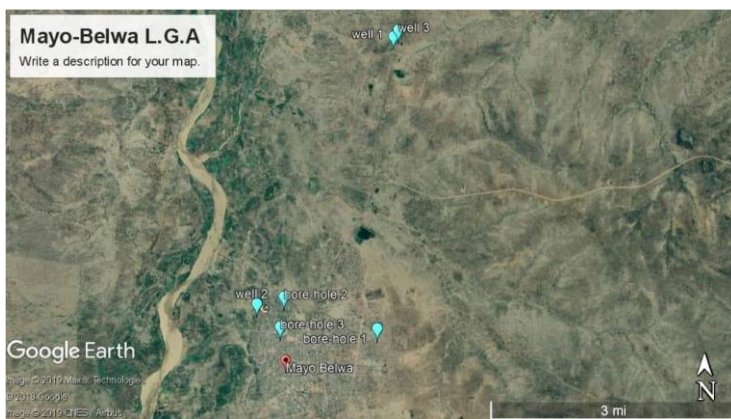 Mayo-Belwa L.G.A
Write a description for your map.
well 1
well 3
well 2
bore-hole 2
bore-hole 3
bore-hole 1
Mayo Belwa
Google Earth
Image © 2019 Maxar Technologies
© 2018 Google
Image © 2019 CNES / Airbus
N
3 mi